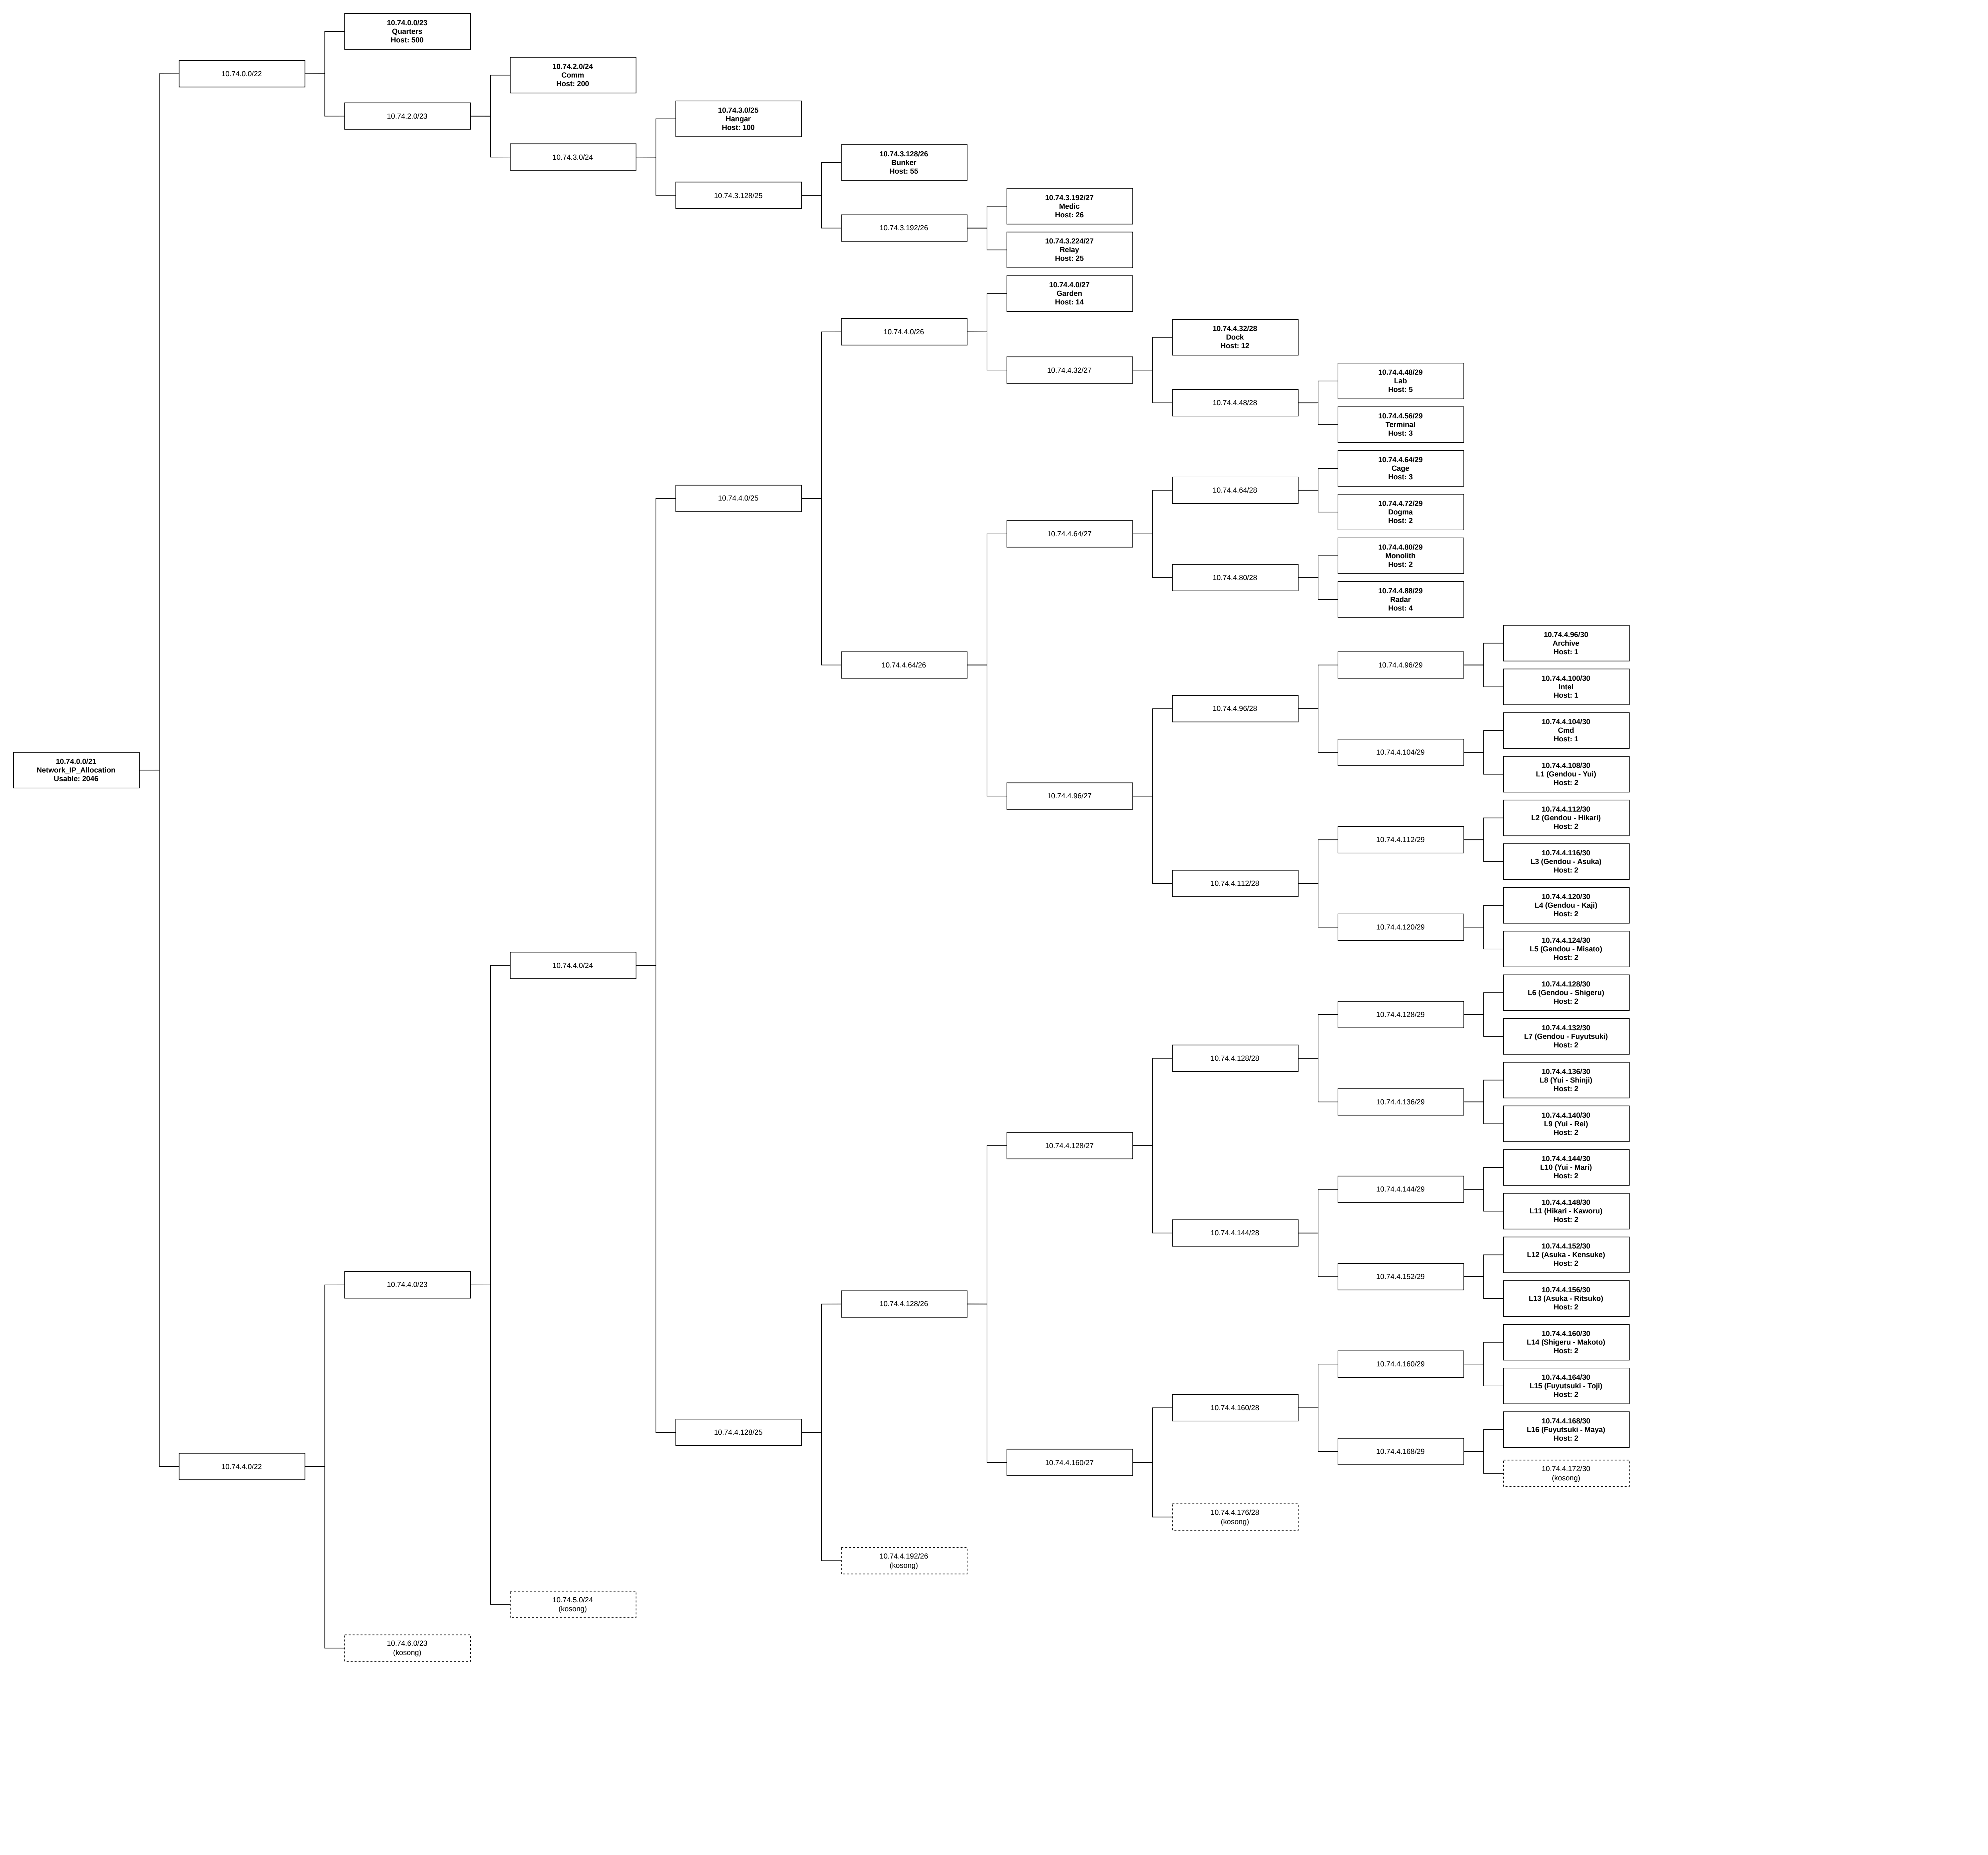 10.74.0.0/23
Quarters
Host: 500
10.74.0.0/22
10.74.2.0/24
Comm
Host: 200
10.74.2.0/23
10.74.3.0/25
Hangar
Host: 100
10.74.3.0/24
10.74.3.128/26
Bunker
Host: 55
10.74.3.128/25
10.74.3.192/27
Medic
Host: 26
10.74.3.192/26
10.74.3.224/27
Relay
Host: 25
10.74.4.0/27
Garden
Host: 14
10.74.4.0/26
10.74.4.32/28
Dock
Host: 12
10.74.4.32/27
10.74.4.48/29
Lab
Host: 5
10.74.4.48/28
10.74.4.56/29
Terminal
Host: 3
10.74.4.64/29
Cage
Host: 3
10.74.4.64/28
10.74.4.0/25
10.74.4.72/29
Dogma
Host: 2
10.74.4.64/27
10.74.4.80/29
Monolith
Host: 2
10.74.4.80/28
10.74.4.88/29
Radar
Host: 4
10.74.4.96/30
Archive
Host: 1
10.74.4.64/26
10.74.4.96/29
10.74.4.100/30
Intel
Host: 1
10.74.4.96/28
10.74.4.104/30
Cmd
Host: 1
10.74.4.104/29
10.74.0.0/21
Network_IP_Allocation
Usable: 2046
10.74.4.108/30
L1 (Gendou - Yui)
Host: 2
10.74.4.96/27
10.74.4.112/30
L2 (Gendou - Hikari)
Host: 2
10.74.4.112/29
10.74.4.116/30
L3 (Gendou - Asuka)
Host: 2
10.74.4.112/28
10.74.4.120/30
L4 (Gendou - Kaji)
Host: 2
10.74.4.120/29
10.74.4.124/30
L5 (Gendou - Misato)
Host: 2
10.74.4.0/24
10.74.4.128/30
L6 (Gendou - Shigeru)
Host: 2
10.74.4.128/29
10.74.4.132/30
L7 (Gendou - Fuyutsuki)
Host: 2
10.74.4.128/28
10.74.4.136/30
L8 (Yui - Shinji)
Host: 2
10.74.4.136/29
10.74.4.140/30
L9 (Yui - Rei)
Host: 2
10.74.4.128/27
10.74.4.144/30
L10 (Yui - Mari)
Host: 2
10.74.4.144/29
10.74.4.148/30
L11 (Hikari - Kaworu)
Host: 2
10.74.4.144/28
10.74.4.152/30
L12 (Asuka - Kensuke)
Host: 2
10.74.4.152/29
10.74.4.0/23
10.74.4.156/30
L13 (Asuka - Ritsuko)
Host: 2
10.74.4.128/26
10.74.4.160/30
L14 (Shigeru - Makoto)
Host: 2
10.74.4.160/29
10.74.4.164/30
L15 (Fuyutsuki - Toji)
Host: 2
10.74.4.160/28
10.74.4.168/30
L16 (Fuyutsuki - Maya)
Host: 2
10.74.4.128/25
10.74.4.168/29
10.74.4.160/27
10.74.4.0/22
10.74.4.172/30
(kosong)
10.74.4.176/28
(kosong)
10.74.4.192/26
(kosong)
10.74.5.0/24
(kosong)
10.74.6.0/23
(kosong)